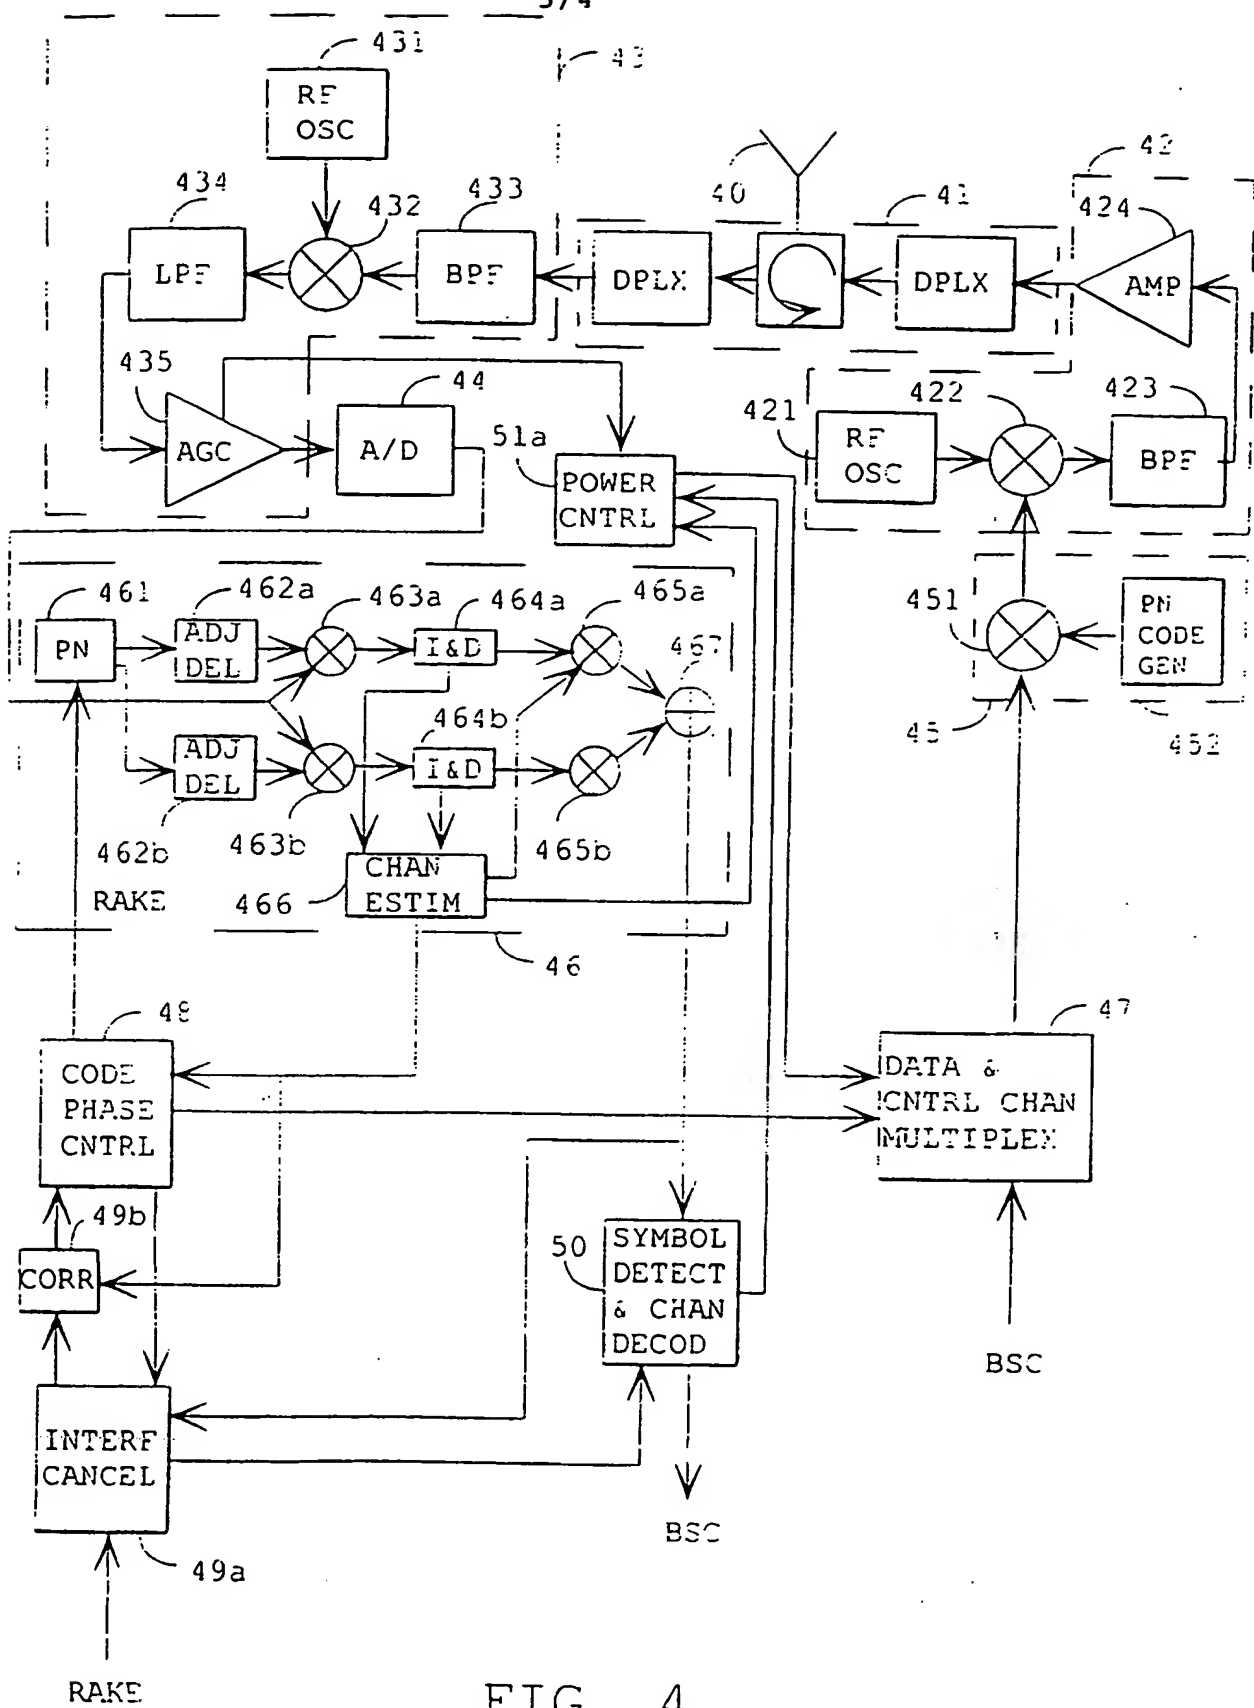 3/4
431
43
RF
OSC
434
432
433
40
41
42
424
LPF
BPF
DPLX
DPLX
AMP
435
44
AGC
A/D
51a
POWER
CNTRL
421
RF
OSC
422
423
BPF
461
462a
463a
464a
465a
467
PN
ADJ
DEL
I&D
464b
ADJ
DEL
I&D
462b
463b
465b
RAKE
466
CHAN
ESTIM
46
451
PN
CODE
GEN
45
452
48
CODE
PHASE
CNTRL
47
DATA &
CNTRL CHAN
MULTIPLEX
49b
CORR
50
SYMBOL
DETECT
& CHAN
DECOD
BSC
INTERF
CANCEL
BSC
49a
RAKE
FIG. 4